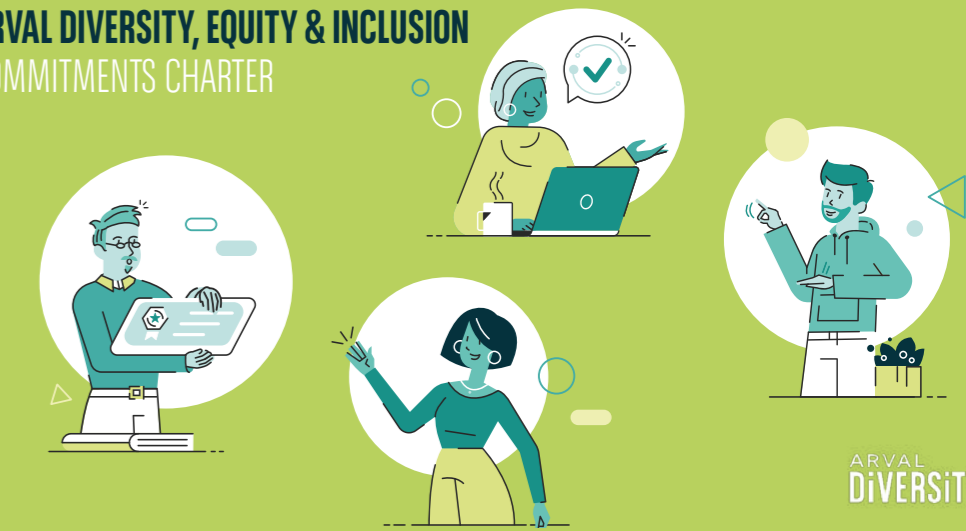 RVAL DIVERSITY, EQUITY & INCLUSION
OMMITMENTS CHARTER
ARVAL
DiVERSiT